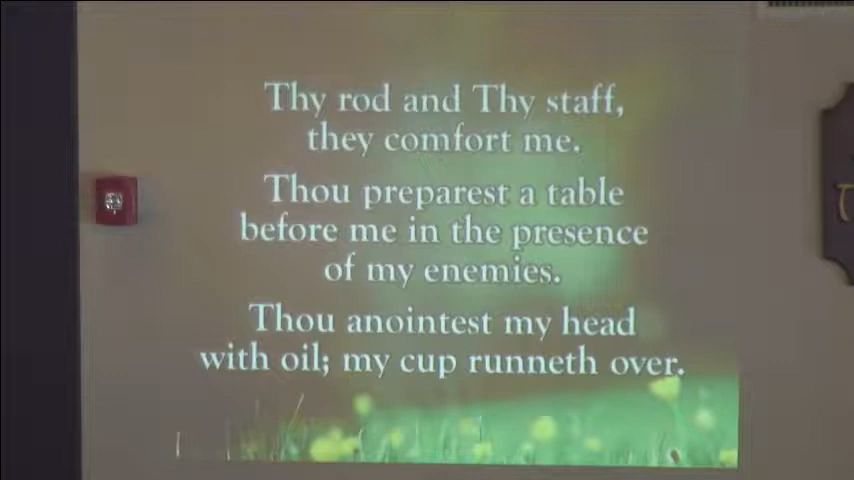 Thy rod and Thy staff,
they comfort me.
Thou preparest a table
before me in the presence
of my enemies.
Thou anointest my head
with oil; my cup runneth over.